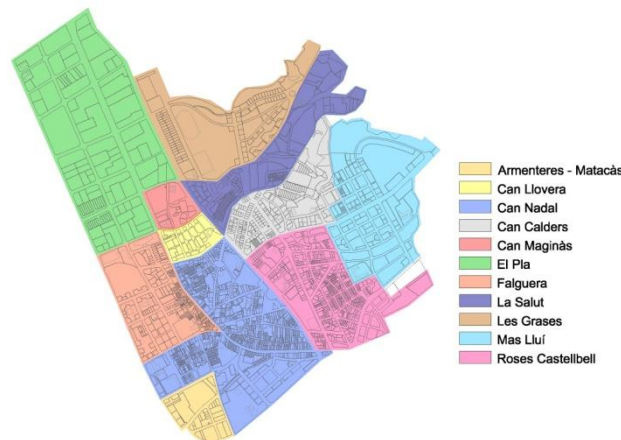 Armenteres - Matacàs
Can Llovera
Can Nadal
Can Calders
Can Maginàs
El Pla
Falguera
La Salut
Les Grases
Mas Lluí
Roses Castellbell